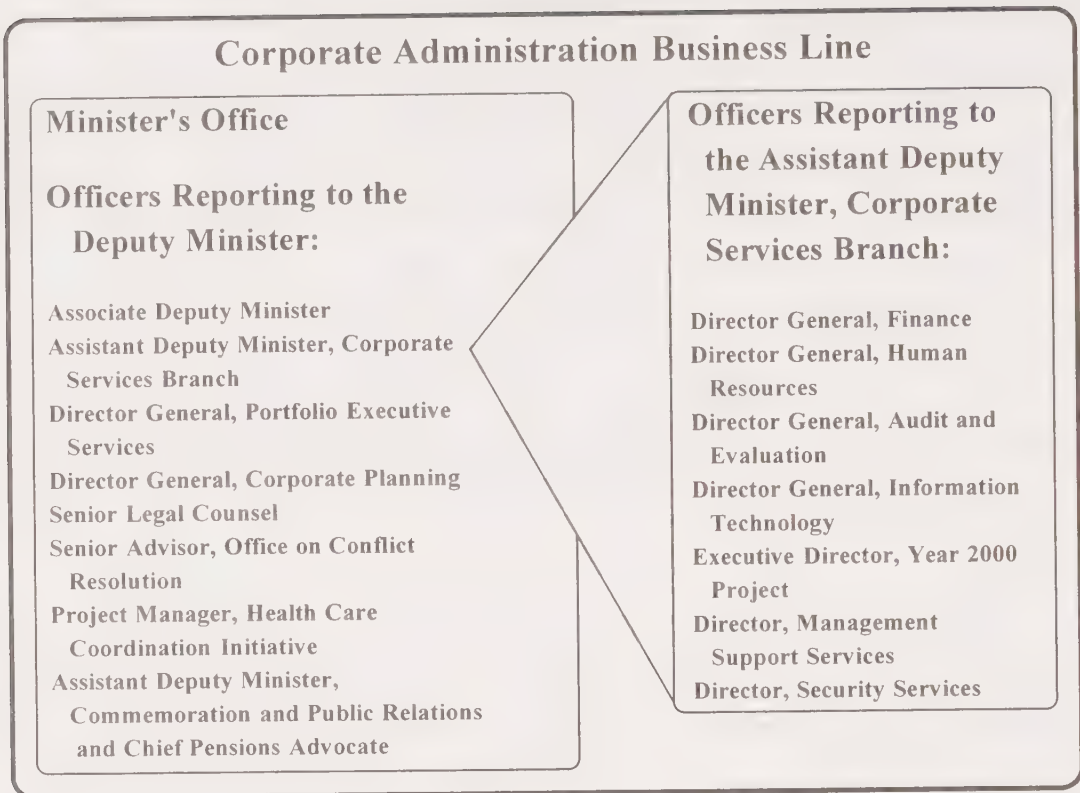 Corporate Administration Business Line
Minister's Office
Officers Reporting to the
Deputy Minister:
Associate Deputy Minister
Assistant Deputy Minister, Corporate
Services Branch
Director General, Portfolio Executive
Services
Director General, Corporate Planning
Senior Legal Counsel
Senior Advisor, Office on Conflict
Resolution
Project Manager, Health Care
Coordination Initiative
Assistant Deputy Minister,
Commemoration and Public Relations
and Chief Pensions Advocate
Officers Reporting to
the Assistant Deputy
Minister, Corporate
Services Branch:
Director General, Finance
Director General, Human
Resources
Director General, Audit and
Evaluation
Director General, Information
Technology
Executive Director, Year 2000
Project
Director, Management
Support Services
Director, Security Services